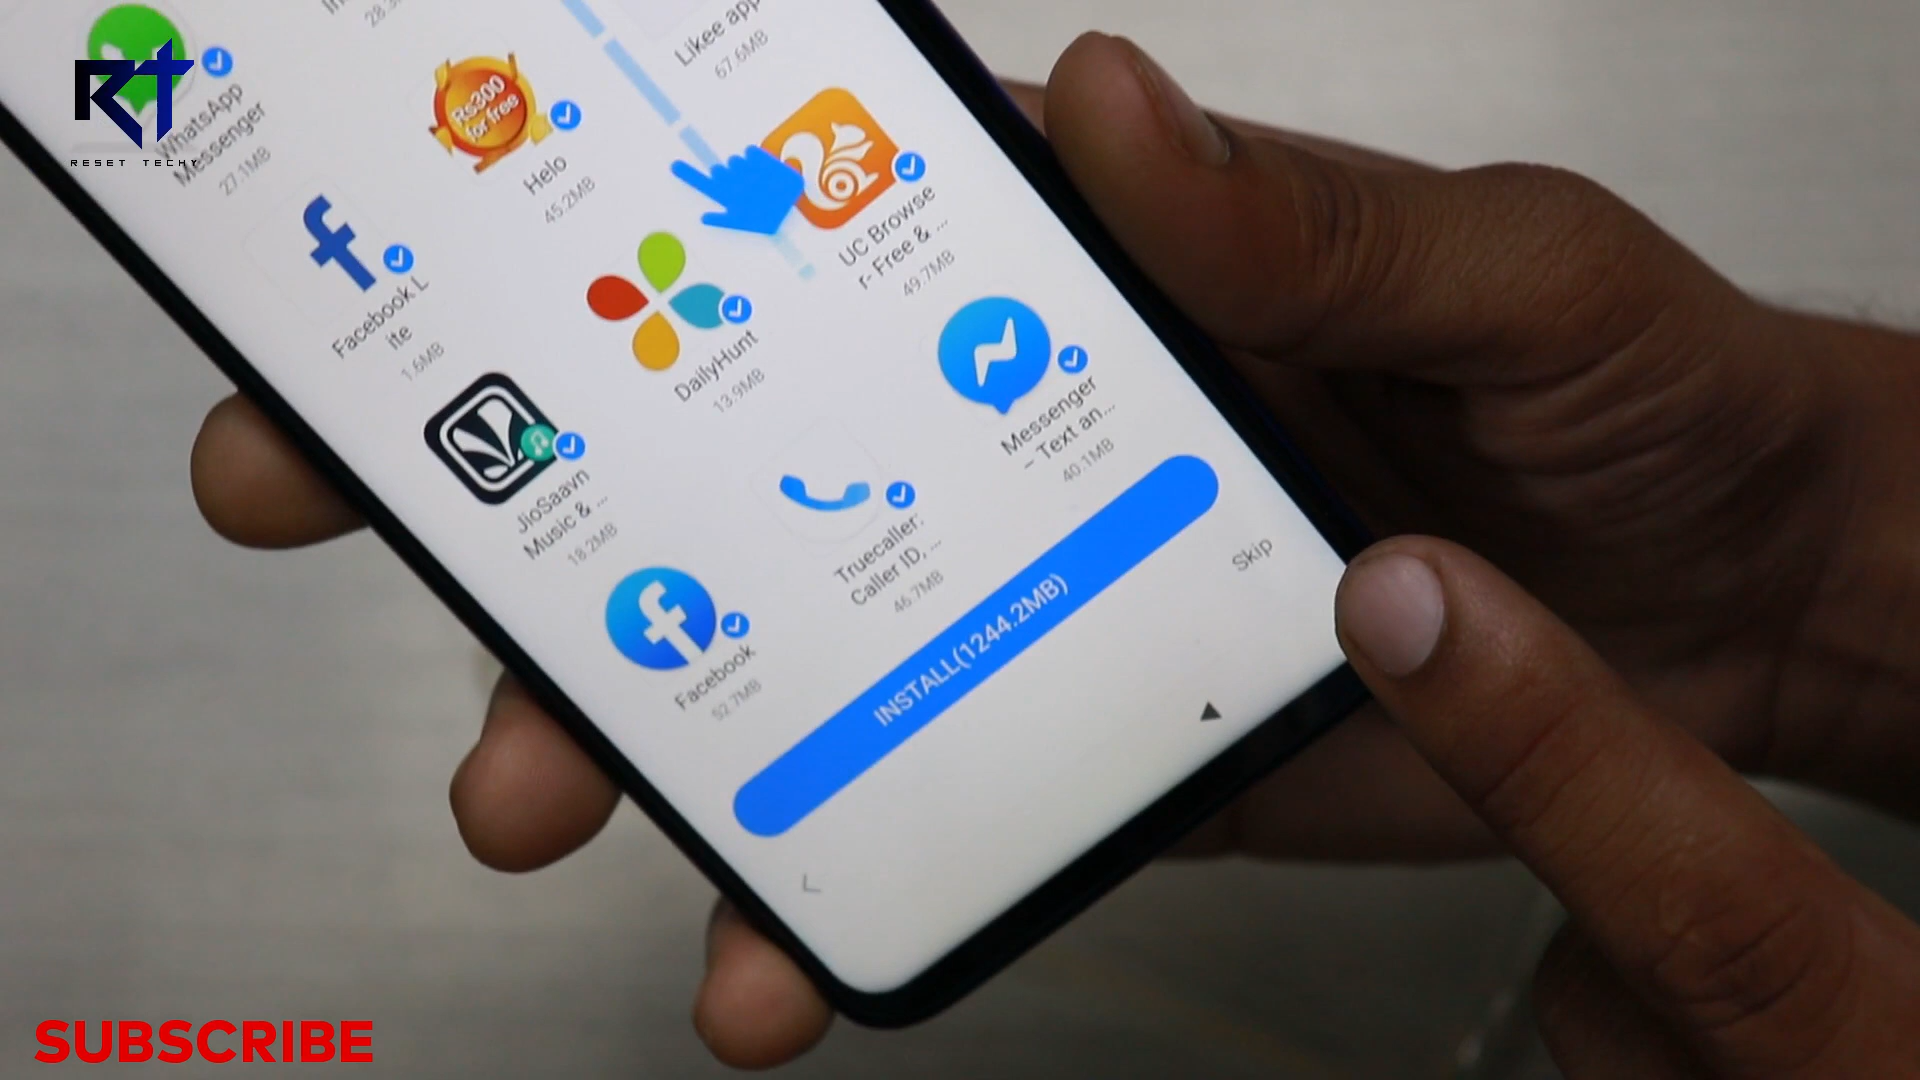 RT
RESET TECHY
WhatsApp
Messenger
27.1MB
Rs300
for free
Helo
45.2MB
Likee app
67.6MB
Facebook L
ite
1.6MB
DailyHunt
13.9MB
UC Browse
r- Free & ...
49.7MB
JioSaavn
Music & ...
18.2MB
Truecaller:
Caller ID, ...
46.7MB
Messenger
– Text an...
40.1MB
Facebook
52.7MB
INSTALL(1244.2MB)
Skip
SUBSCRIBE